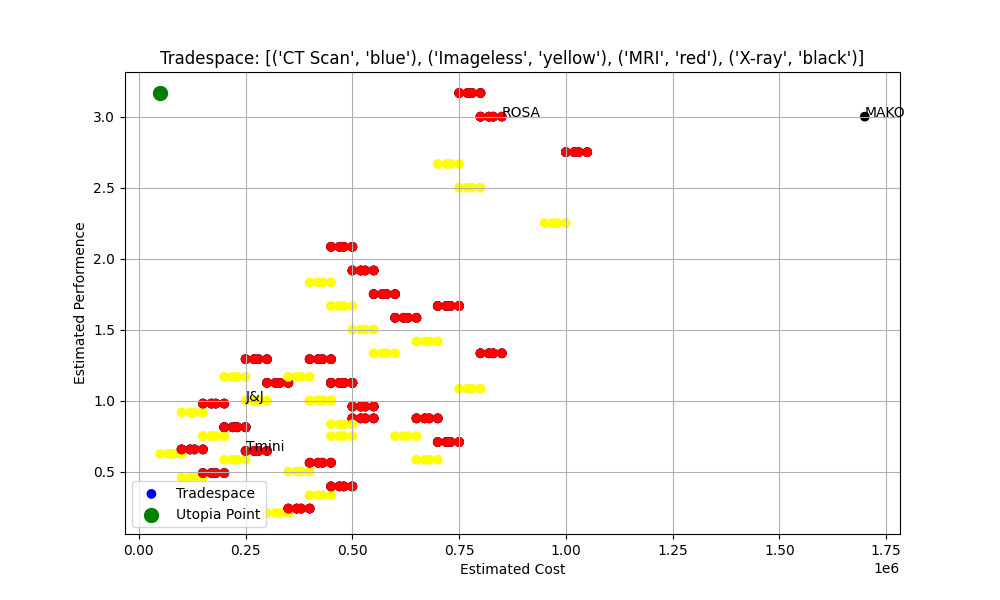 Tradespace: [('CT Scan', 'blue'), ('Imageless', 'yellow'), ('MRI', 'red'), ('X-ray', 'black')]
3.0
2.5
2.0
1.5
1.0
0.5
Estimated Performence
ROSA
MAKO
J&J
Tmini
Tradespace
Utopia Point
0.00
0.25
0.50
0.75
1.00
1.25
1.50
1.75
1e6
Estimated Cost